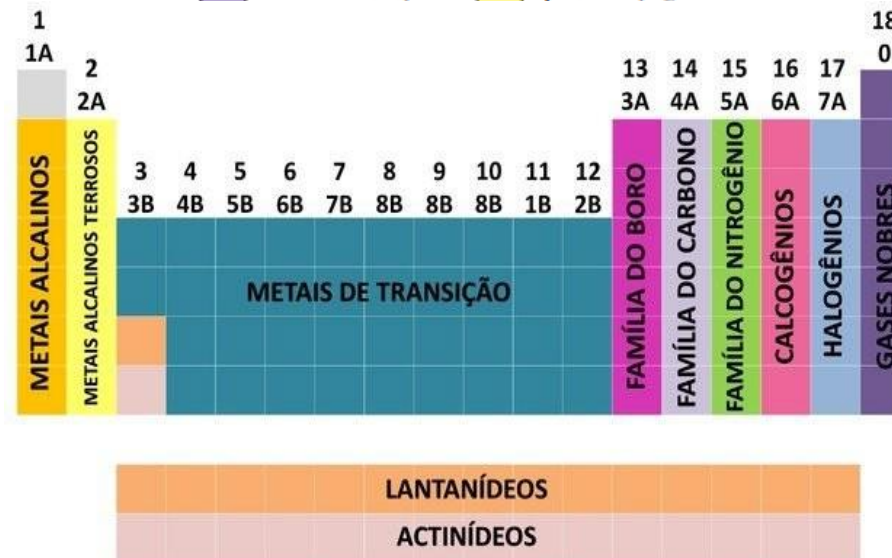 1
1A
2
2A
3
3B
4
4B
5
5B
6
6B
7
7B
8
8B
9
8B
10
8B
11
1B
12
2B
13
3A
14
4A
15
5A
16
6A
17
7A
18
0
METAIS ALCALINOS
METAIS ALCALINOS TERROSOS
METAIS DE TRANSIÇÃO
FAMÍLIA DO BORO
FAMÍLIA DO CARBONO
FAMÍLIA DO NITROGÊNIO
CALCOGÊNIOS
HALOGÊNIOS
GASES NOBRES
LANTANÍDEOS
ACTINÍDEOS